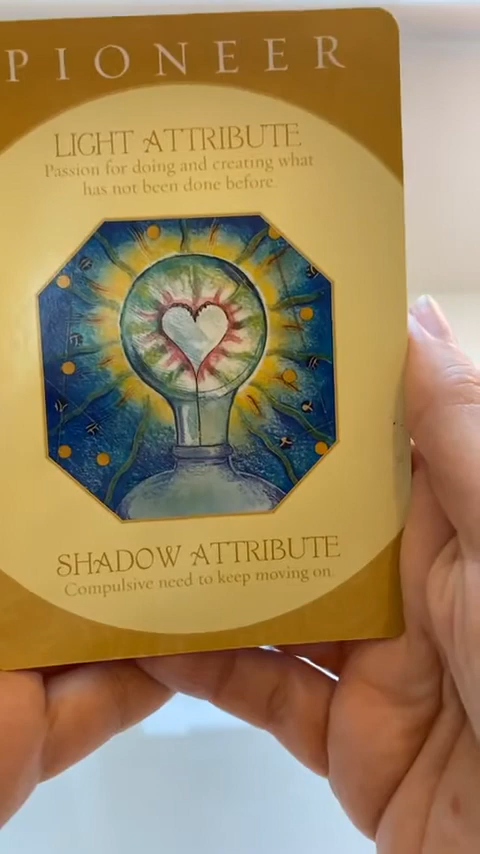 PIONEER
LIGHT ATTRIBUTE
Passion for doing and creating what
has not been done before.
SHADOW ATTRIBUTE
Compulsive need to keep moving on.